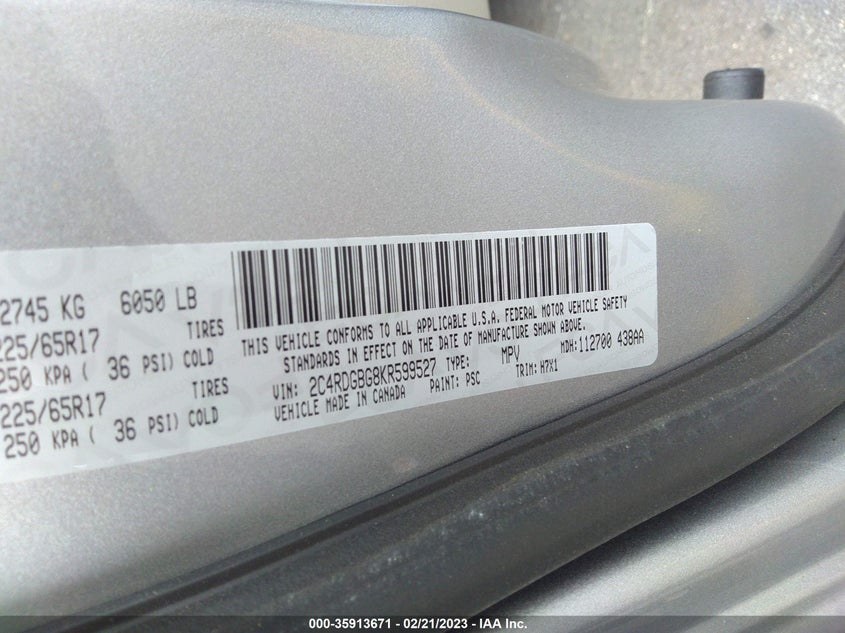 2745 KG 6050 LB
225/65R17 TIRES
250 KPA ( 36 PSI) COLD
225/65R17 TIRES
250 KPA ( 36 PSI) COLD
THIS VEHICLE CONFORMS TO ALL APPLICABLE U.S.A. FEDERAL MOTOR VEHICLE SAFETY
STANDARDS IN EFFECT ON THE DATE OF MANUFACTURE SHOWN ABOVE.
VIN: 2C4RDGBG8KR599527 TYPE: MPV MDH: 112700 438AA
VEHICLE MADE IN CANADA PAINT: PSC TRIM: H7X1
000-35913671 / 02/21/2023 - IAA Inc.